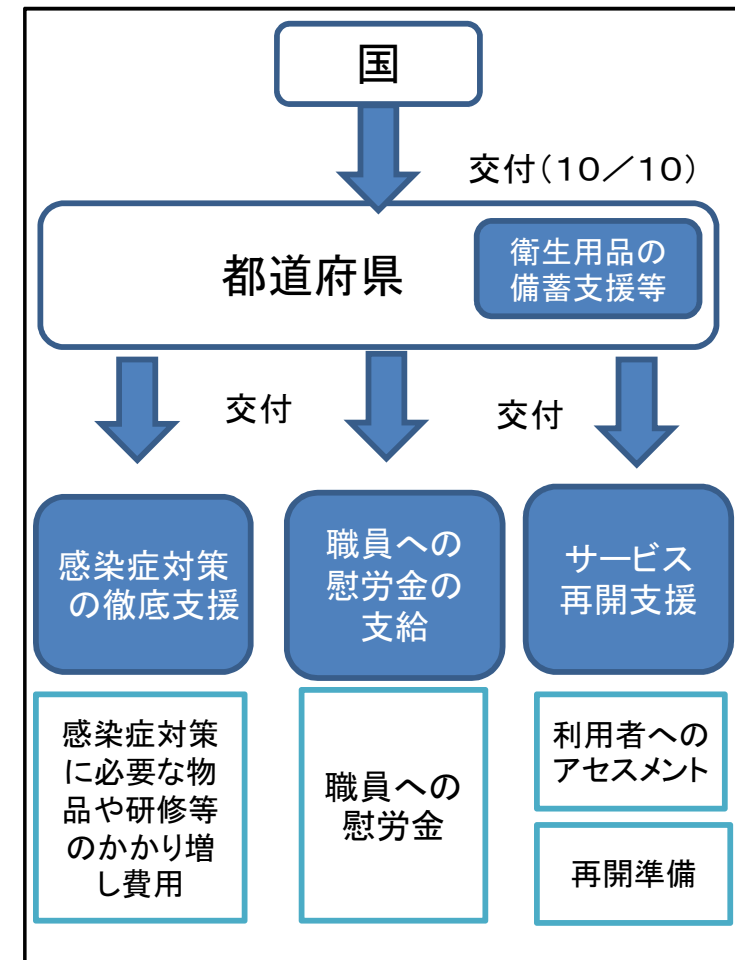 国
交付(10／10)
都道府県
衛生用品の
備蓄支援等
交付
交付
感染症対策
の徹底支援
職員への
慰労金の
支給
サービス
再開支援
感染症対策
に必要な物
品や研修等
のかかり増
し費用
職員への
慰労金
利用者への
アセスメント
再開準備